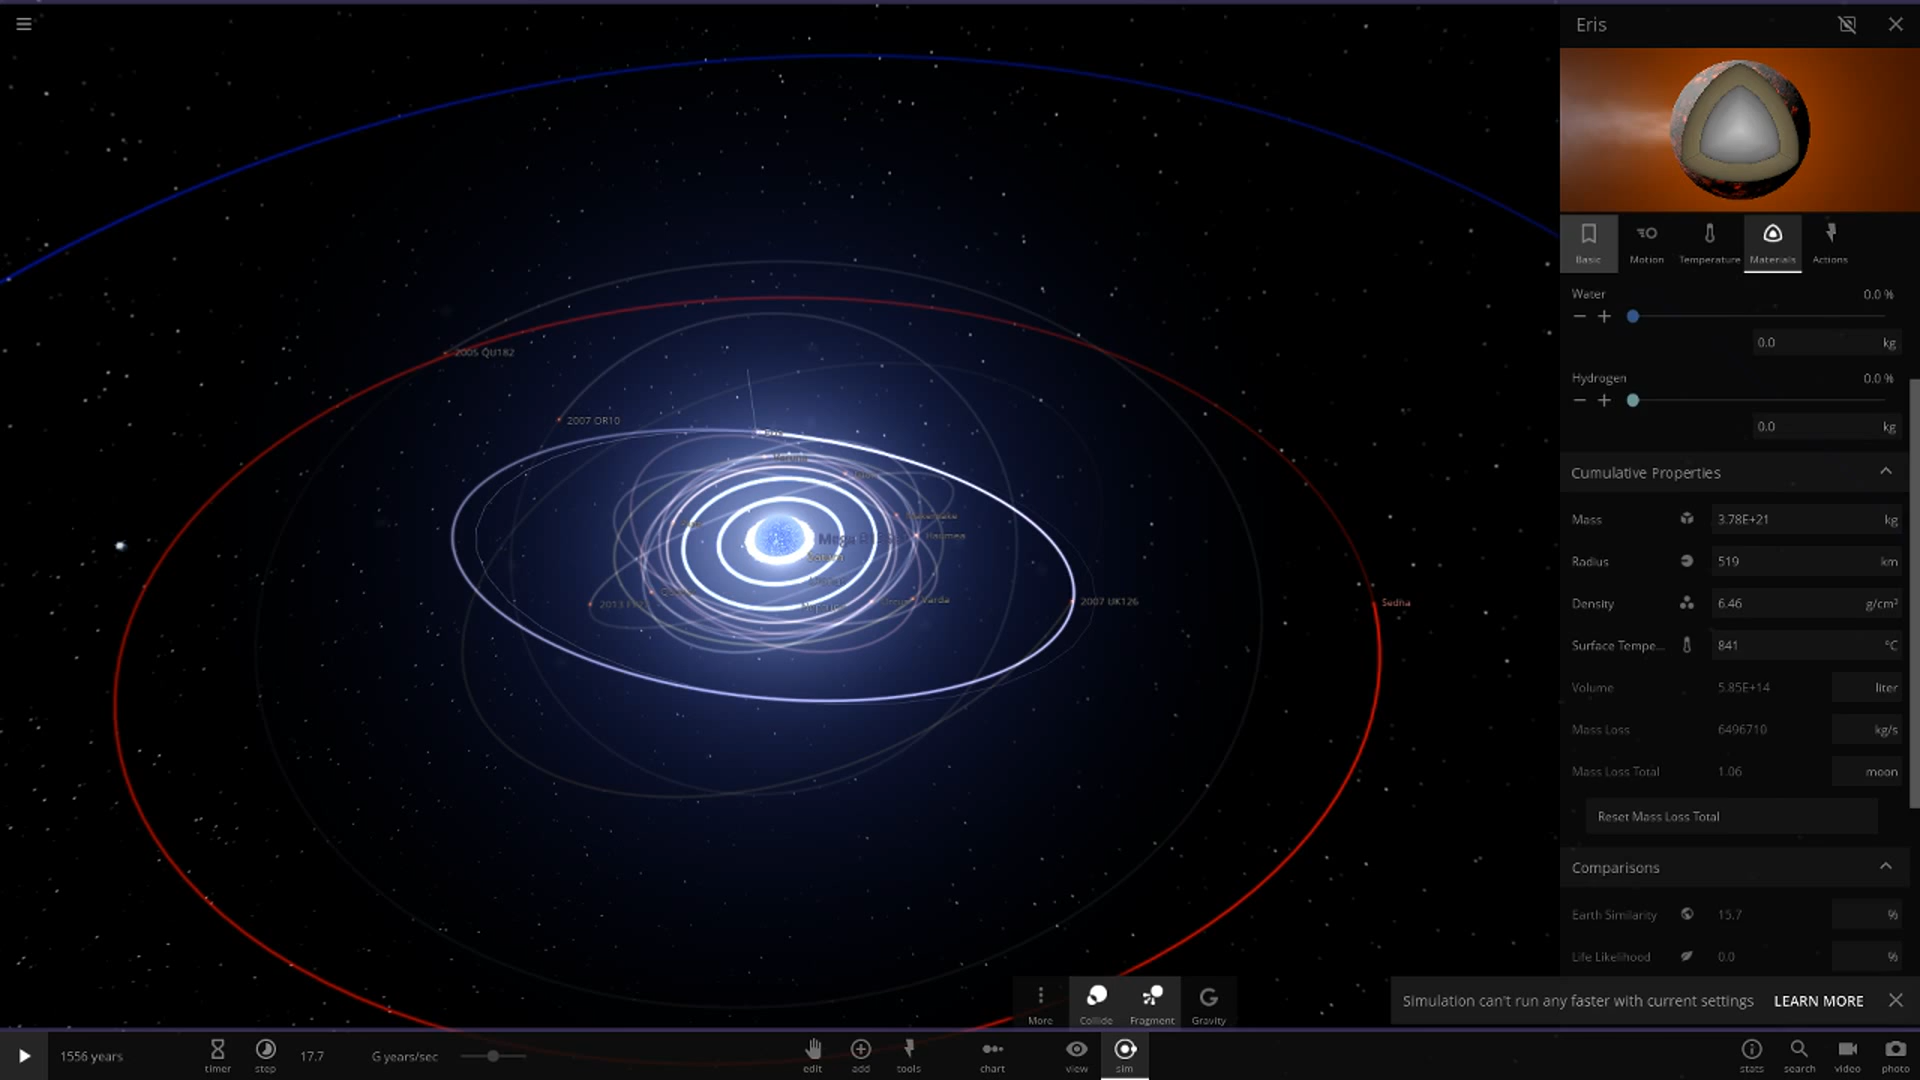 Eris
Basic
Motion
Temperature
Materials
Actions
Water 0.0 %
0.0 kg
Hydrogen 0.0 %
0.0 kg
Cumulative Properties
Mass 3.78E+21 kg
Radius 519 km
Density 6.46 g/cm³
Surface Tempe... 841 °C
Volume 5.85E+14 liter
Mass Loss 6496710 kg/s
Mass Loss Total 1.06 moon
Reset Mass Loss Total
Comparisons
Earth Similarity 15.7 %
Life Likelihood 0.0 %
2005 QU182
2007 OR10
Haumea
Varda
2007 UK126
Sedna
More
Collide
Fragment
Gravity
Simulation can't run any faster with current settings LEARN MORE
1556 years
timer
step
17.7 G years/sec
edit
add
tools
chart
view
sim
stats
search
video
photo